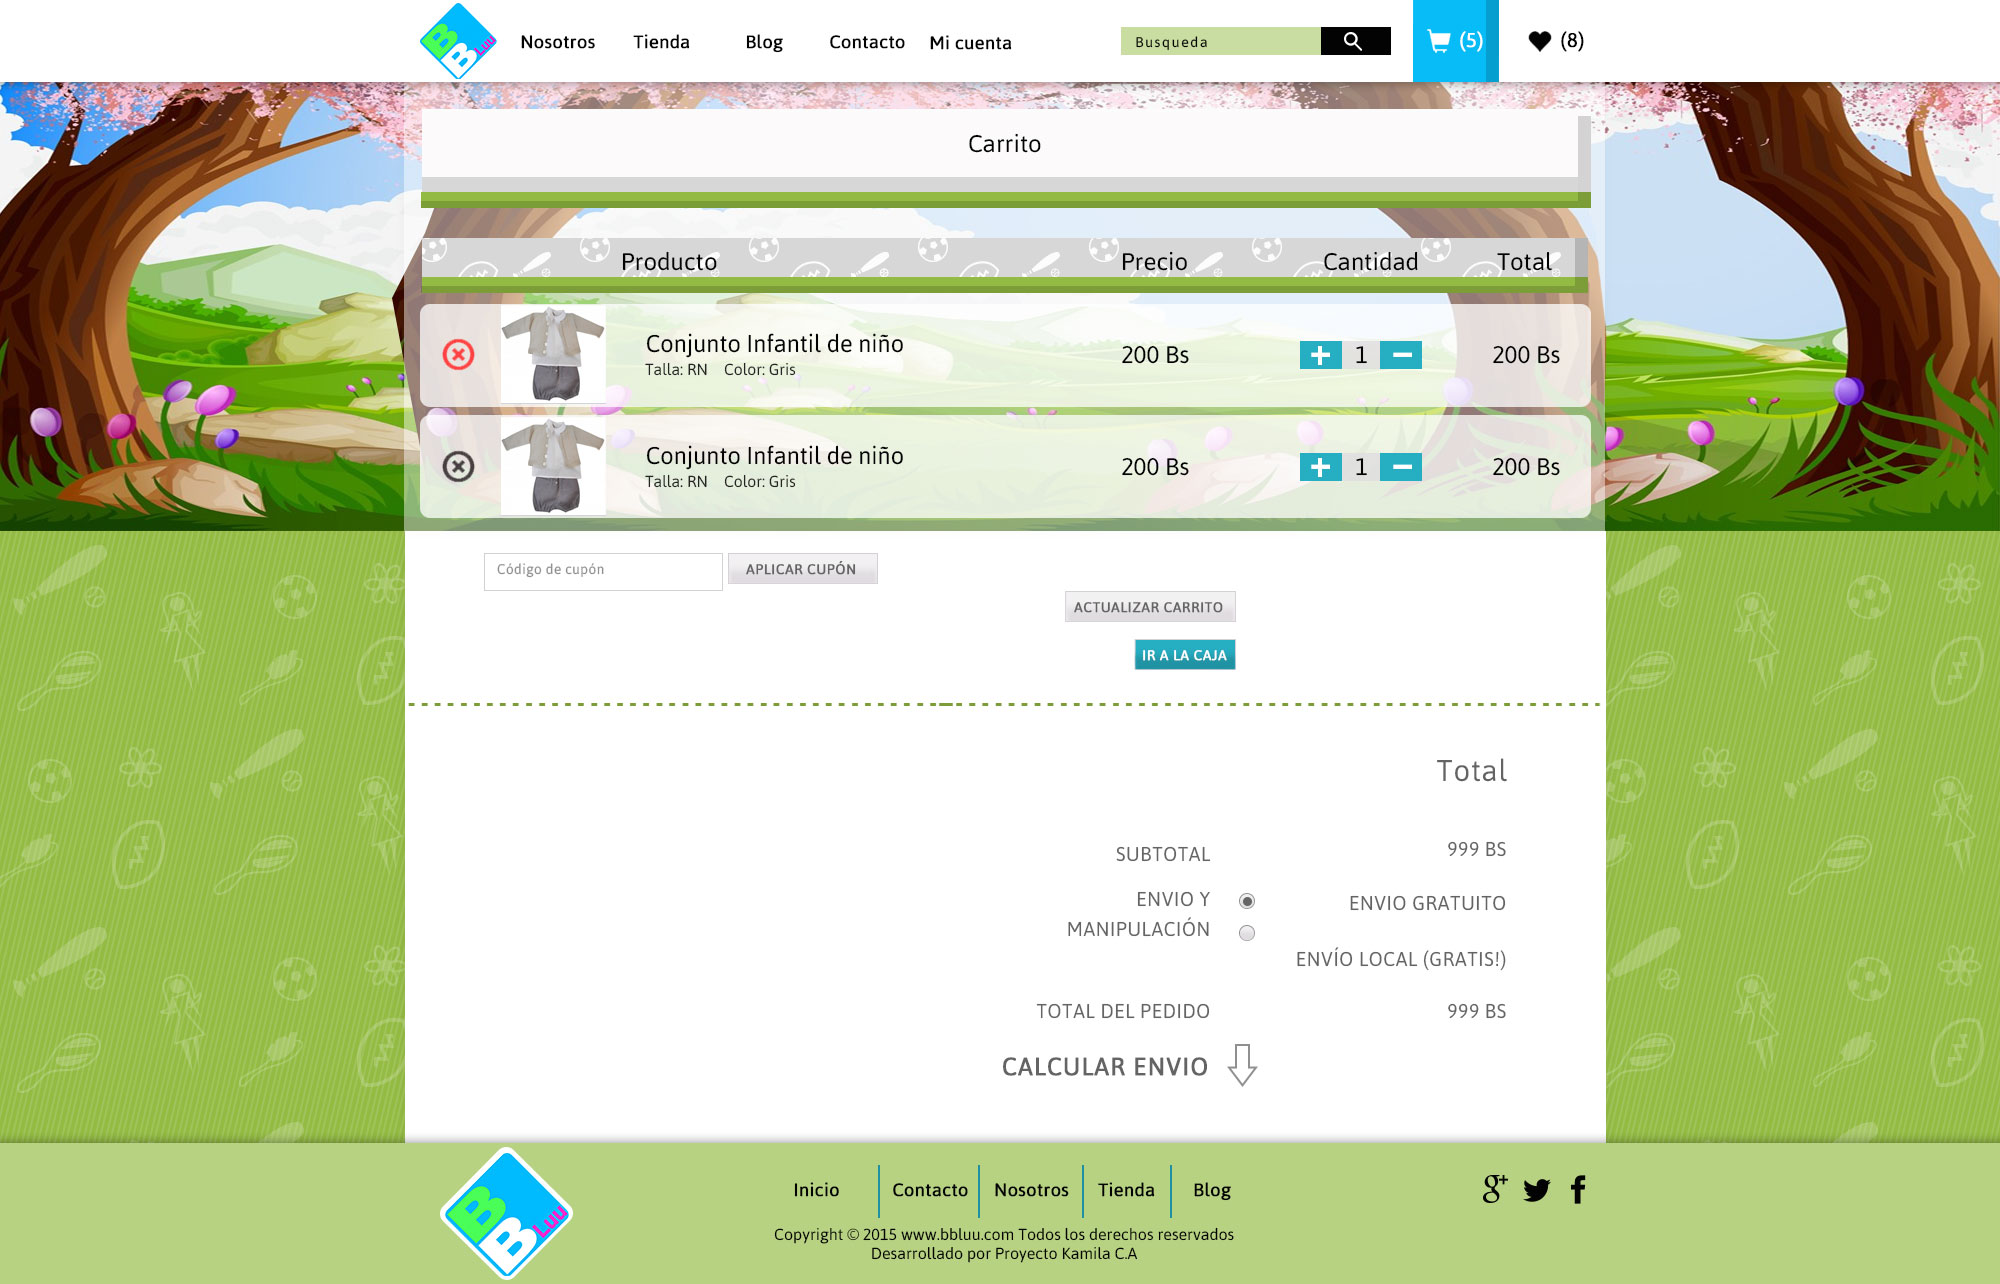 BB Luu
Nosotros Tienda Blog Contacto Mi cuenta Busqueda (5) (8)
Carrito
Producto Precio Cantidad Total
Conjunto Infantil de niño
Talla: RN Color: Gris
200 Bs 1 200 Bs
Conjunto Infantil de niño
Talla: RN Color: Gris
200 Bs 1 200 Bs
Código de cupón APLICAR CUPÓN
ACTUALIZAR CARRITO
IR A LA CAJA
Total
SUBTOTAL 999 BS
ENVIO Y
MANIPULACIÓN
ENVIO GRATUITO
ENVÍO LOCAL (GRATIS!)
TOTAL DEL PEDIDO 999 BS
CALCULAR ENVIO
BB Luu
Inicio Contacto Nosotros Tienda Blog
g+
Copyright © 2015 www.bbluu.com Todos los derechos reservados
Desarrollado por Proyecto Kamila C.A